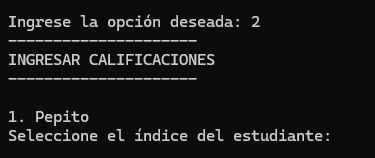 Ingrese la opción deseada: 2
---------------------
INGRESAR CALIFICACIONES
---------------------
1. Pepito
Seleccione el índice del estudiante: